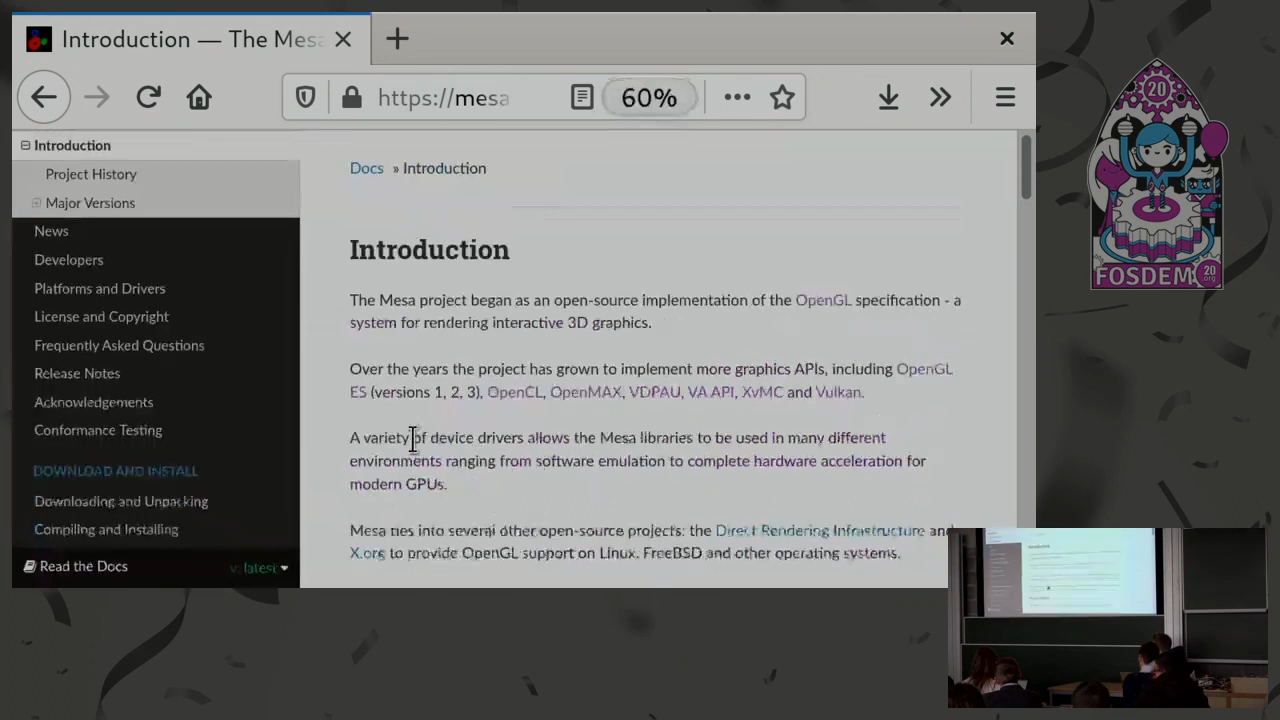 Introduction — The Mesa
https://mesa
60%
Introduction
Project History
Major Versions
News
Developers
Platforms and Drivers
License and Copyright
Frequently Asked Questions
Release Notes
Acknowledgements
Conformance Testing
DOWNLOAD AND INSTALL
Downloading and Unpacking
Compiling and Installing
Read the Docs
v: latest
Docs » Introduction
Introduction
The Mesa project began as an open-source implementation of the OpenGL specification - a
system for rendering interactive 3D graphics.
Over the years the project has grown to implement more graphics APIs, including OpenGL
ES (versions 1, 2, 3), OpenCL, OpenMAX, VDPAU, VA API, XvMC and Vulkan.
A variety of device drivers allows the Mesa libraries to be used in many different
environments ranging from software emulation to complete hardware acceleration for
modern GPUs.
Mesa ties into several other open-source projects: the Direct Rendering Infrastructure and
X.org to provide OpenGL support on Linux, FreeBSD and other operating systems.
20
FOSDEM 20
.org